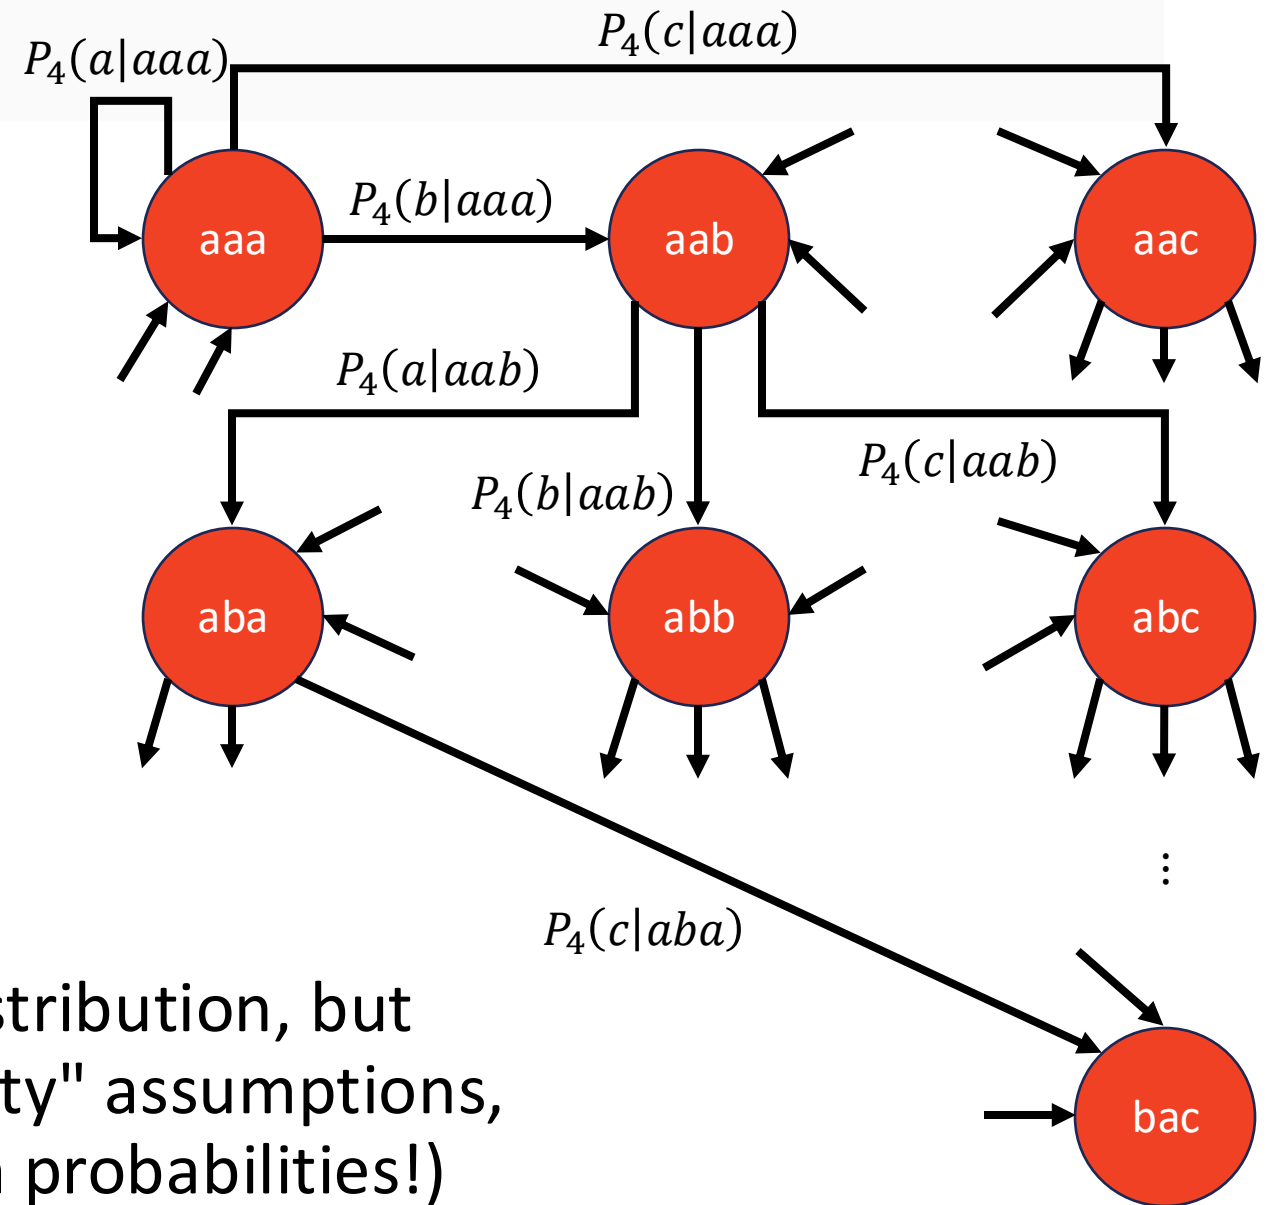 P₄(c|aaa)
P₄(a|aaa)
P₄(b|aaa)
aaa
aab
aac
P₄(a|aab)
P₄(c|aab)
P₄(b|aab)
aba
abb
abc
⋮
P₄(c|aba)
stribution, but
ty" assumptions,
probabilities!)
bac